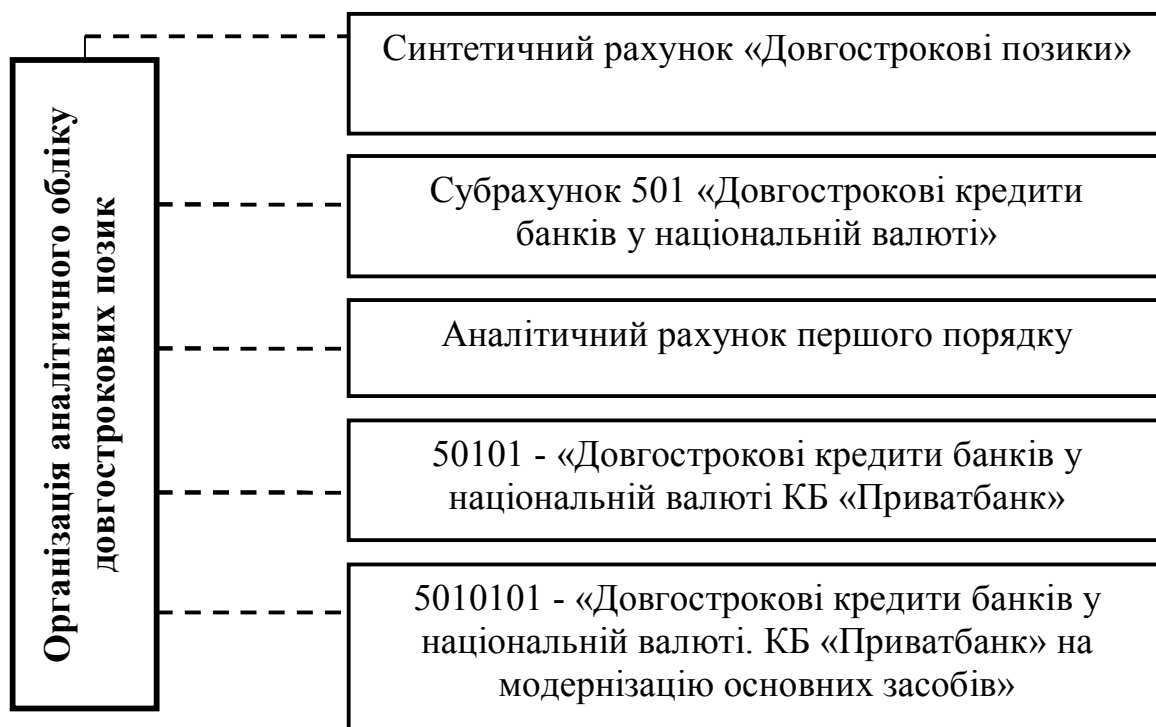 Організація аналітичного обліку
довгострокових позик
Синтетичний рахунок «Довгострокові позики»
Субрахунок 501 «Довгострокові кредити
банків у національній валюті»
Аналітичний рахунок першого порядку
50101 - «Довгострокові кредити банків у
національній валюті КБ «Приватбанк»
5010101 - «Довгострокові кредити банків у
національній валюті. КБ «Приватбанк» на
модернізацію основних засобів»